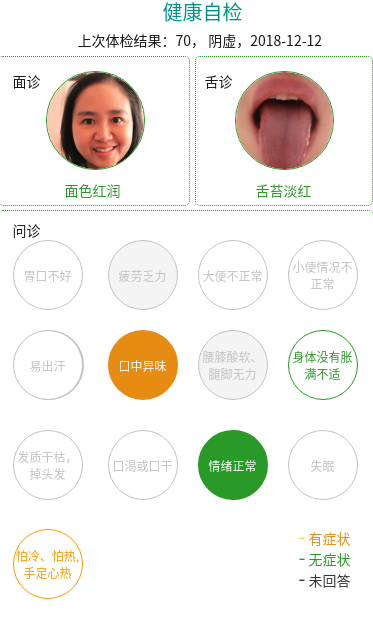 健康自检
上次体检结果：70， 阴虚，2018-12-12
面诊
舌诊
面色红润
舌苔淡红
问诊
胃口不好
疲劳乏力
大便不正常
小便情况不
正常
易出汗
口中异味
腰膝酸软、
腿脚无力
身体没有胀
满不适
发质干枯，
掉头发
口渴或口干
情绪正常
失眠
怕冷、怕热，
手足心热
- 有症状
- 无症状
- 未回答